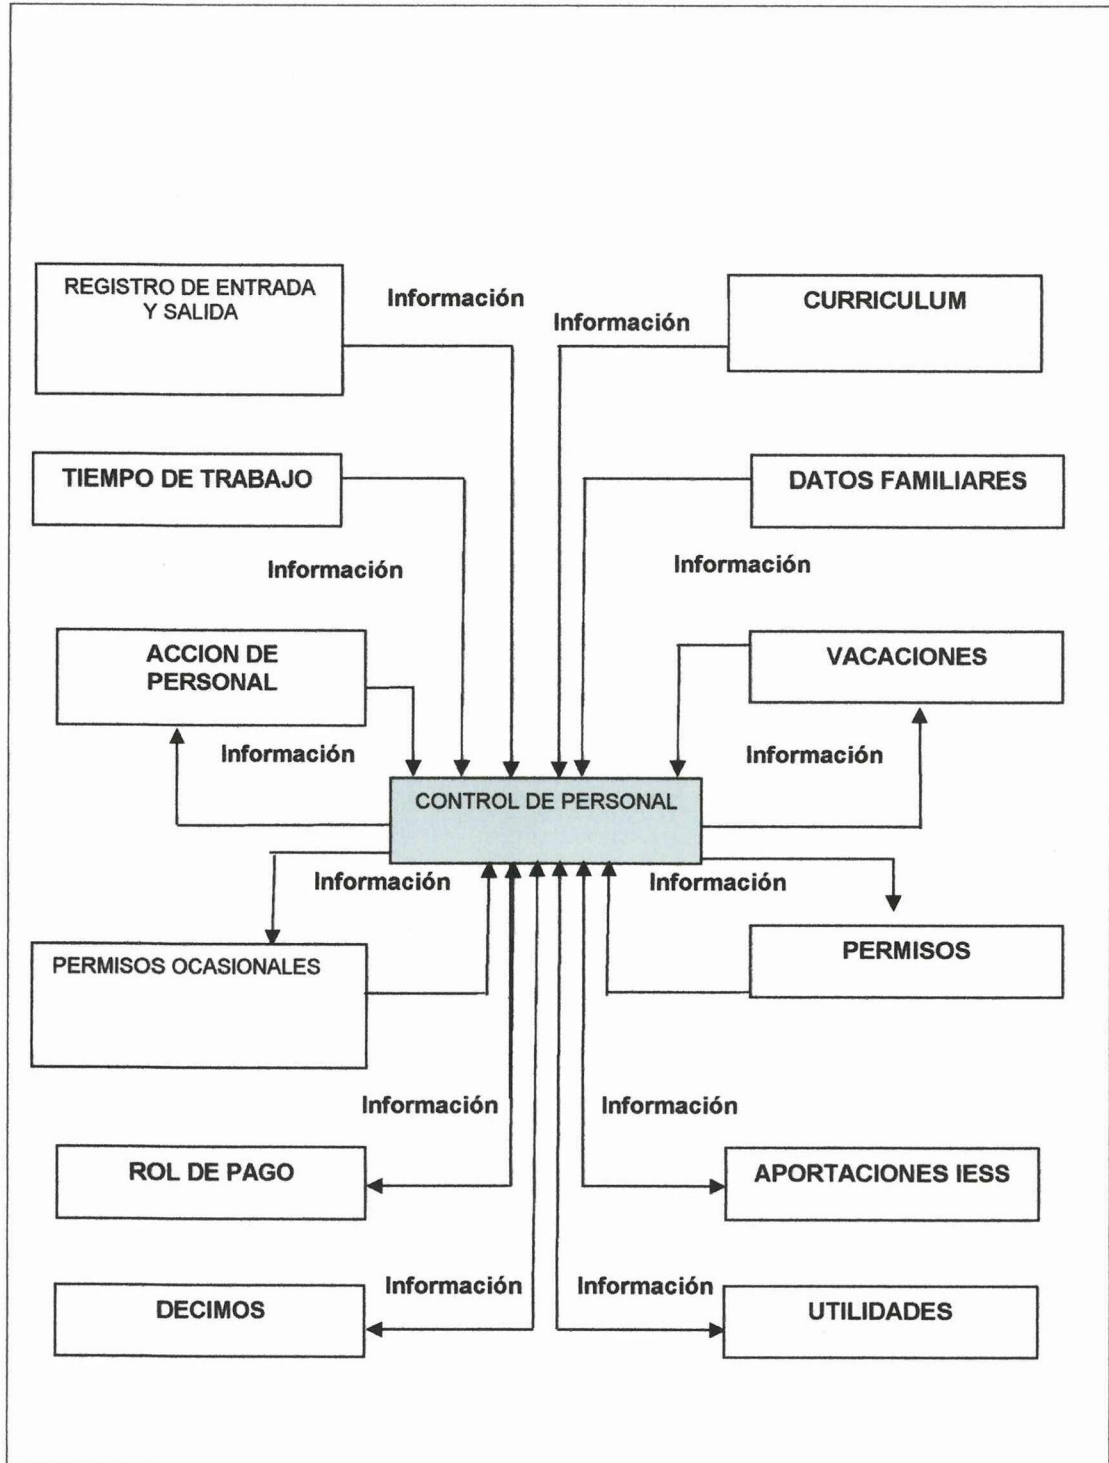 REGISTRO DE ENTRADA
Y SALIDA
Información
Información
CURRICULUM
TIEMPO DE TRABAJO
DATOS FAMILIARES
Información
Información
ACCION DE
PERSONAL
VACACIONES
Información
Información
CONTROL DE PERSONAL
Información
Información
PERMISOS OCASIONALES
PERMISOS
Información
Información
ROL DE PAGO
APORTACIONES IESS
Información
Información
DECIMOS
UTILIDADES